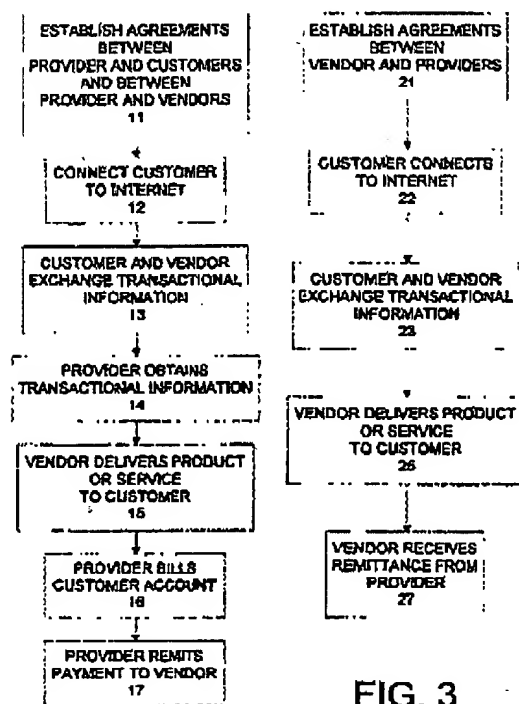 ESTABLISH AGREEMENTS
BETWEEN
PROVIDER AND CUSTOMERS
AND BETWEEN
PROVIDER AND VENDORS
11
CONNECT CUSTOMER
TO INTERNET
12
CUSTOMER AND VENDOR
EXCHANGE TRANSACTIONAL
INFORMATION
13
PROVIDER OBTAINS
TRANSACTIONAL INFORMATION
14
VENDOR DELIVERS PRODUCT
OR SERVICE
TO CUSTOMER
15
PROVIDER BILLS
CUSTOMER ACCOUNT
16
PROVIDER REMITS
PAYMENT TO VENDOR
17
ESTABLISH AGREEMENTS
BETWEEN
VENDOR AND PROVIDERS
21
CUSTOMER CONNECTS
TO INTERNET
22
CUSTOMER AND VENDOR
EXCHANGE TRANSACTIONAL
INFORMATION
23
VENDOR DELIVERS PRODUCT
OR SERVICE
TO CUSTOMER
26
VENDOR RECEIVES
REMITTANCE FROM
PROVIDER
27
FIG. 3